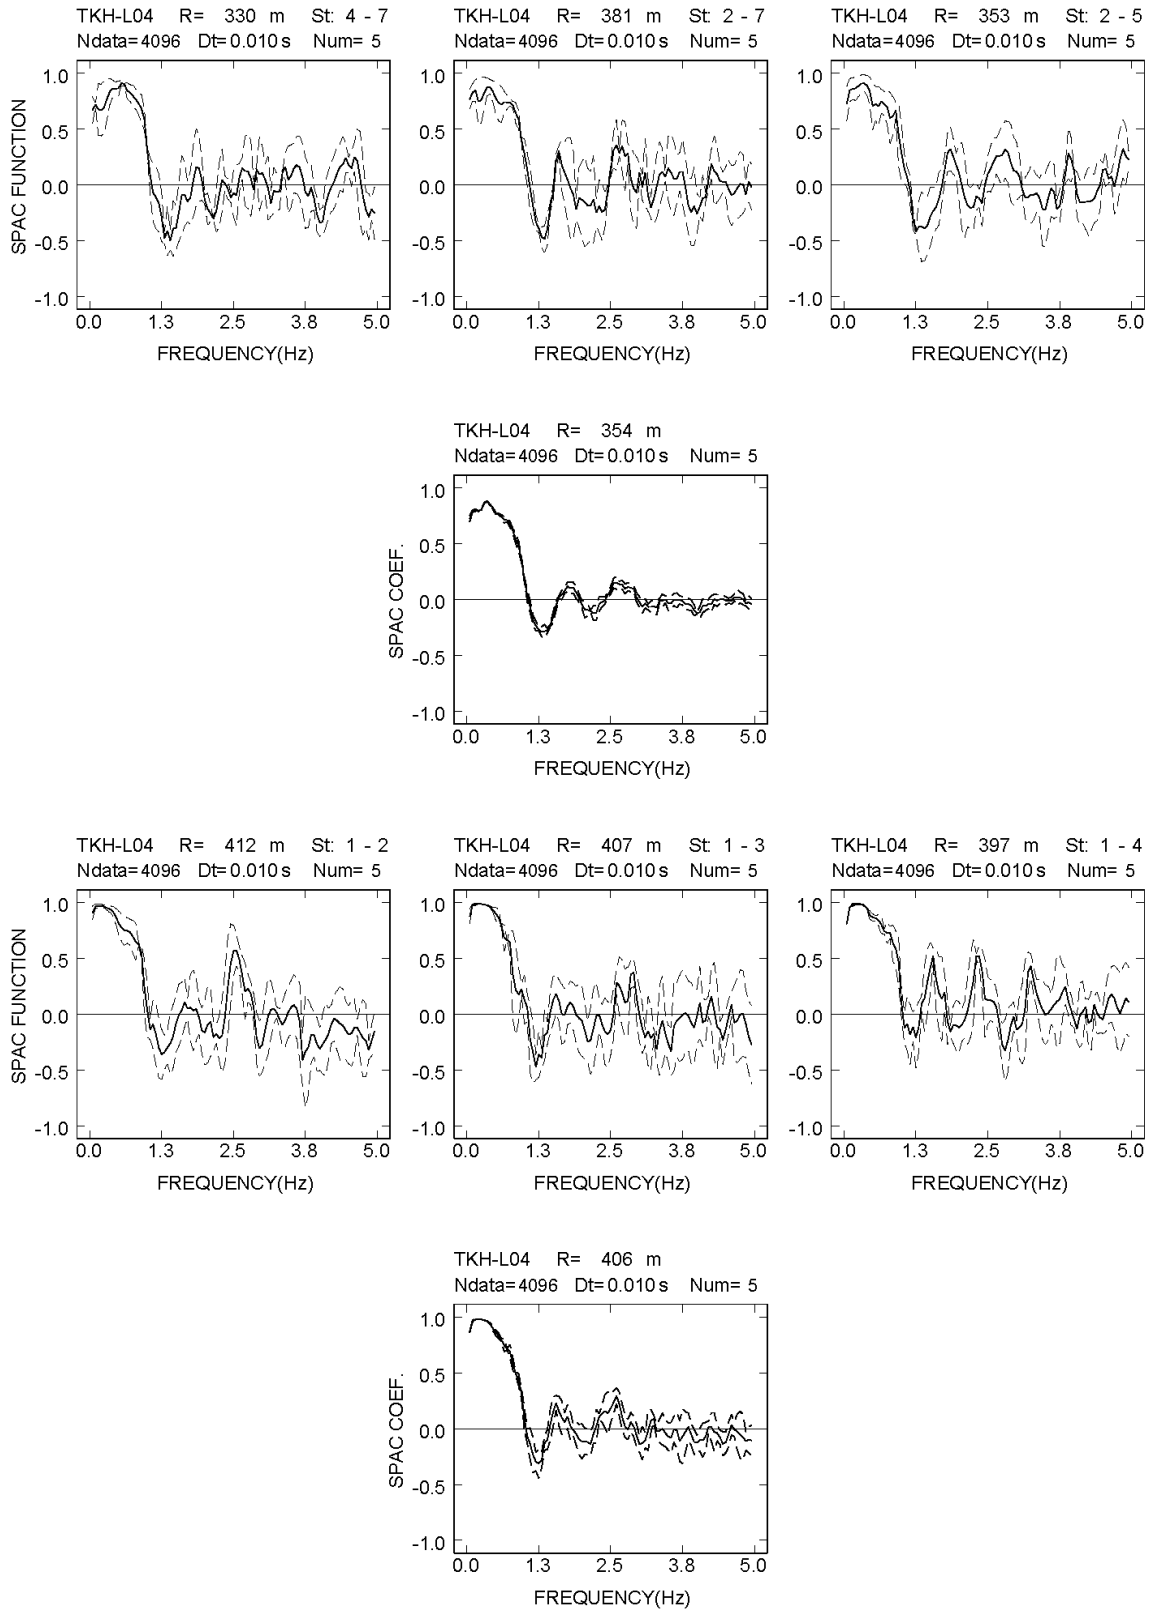 TKH-L04 R= 330 m St: 4 - 7
Ndata=4096 Dt=0.010s Num= 5
SPAC FUNCTION
1.0
0.5
0.0
-0.5
-1.0
0.0 1.3 2.5 3.8 5.0
FREQUENCY(Hz)
TKH-L04 R= 381 m St: 2 - 7
Ndata=4096 Dt=0.010s Num= 5
1.0
0.5
0.0
-0.5
-1.0
0.0 1.3 2.5 3.8 5.0
FREQUENCY(Hz)
TKH-L04 R= 353 m St: 2 - 5
Ndata=4096 Dt=0.010s Num= 5
1.0
0.5
0.0
-0.5
-1.0
0.0 1.3 2.5 3.8 5.0
FREQUENCY(Hz)
TKH-L04 R= 354 m
Ndata=4096 Dt=0.010s Num= 5
SPAC COEF.
1.0
0.5
0.0
-0.5
-1.0
0.0 1.3 2.5 3.8 5.0
FREQUENCY(Hz)
TKH-L04 R= 412 m St: 1 - 2
Ndata=4096 Dt=0.010s Num= 5
SPAC FUNCTION
1.0
0.5
0.0
-0.5
-1.0
0.0 1.3 2.5 3.8 5.0
FREQUENCY(Hz)
TKH-L04 R= 407 m St: 1 - 3
Ndata=4096 Dt=0.010s Num= 5
1.0
0.5
0.0
-0.5
-1.0
0.0 1.3 2.5 3.8 5.0
FREQUENCY(Hz)
TKH-L04 R= 397 m St: 1 - 4
Ndata=4096 Dt=0.010s Num= 5
1.0
0.5
0.0
-0.5
-1.0
0.0 1.3 2.5 3.8 5.0
FREQUENCY(Hz)
TKH-L04 R= 406 m
Ndata=4096 Dt=0.010s Num= 5
SPAC COEF.
1.0
0.5
0.0
-0.5
-1.0
0.0 1.3 2.5 3.8 5.0
FREQUENCY(Hz)